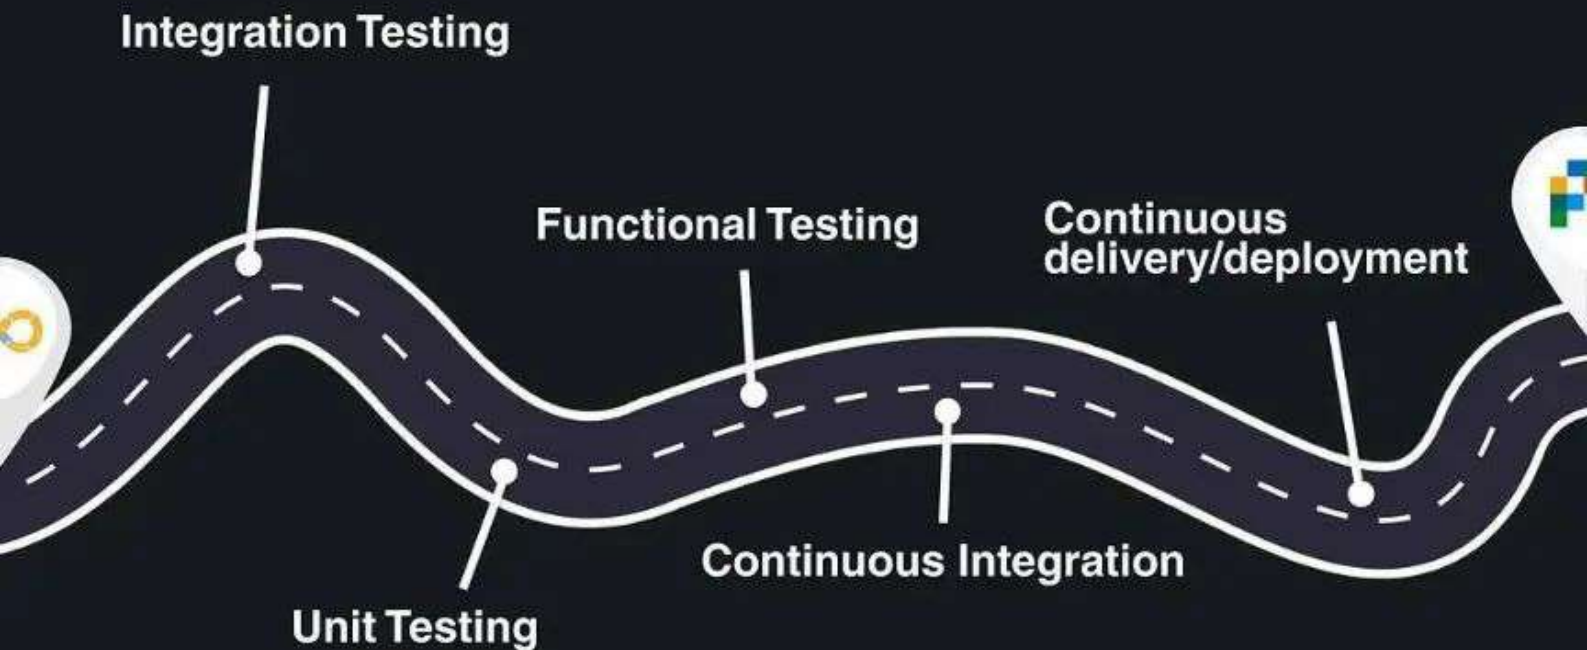 Integration Testing
Functional Testing
Continuous
delivery/deployment
Continuous Integration
Unit Testing